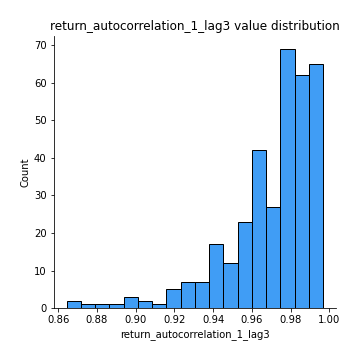 return_autocorrelation_1_lag3 value distribution
70
60
50
40
30
20
10
0
Count
0.86 0.88 0.90 0.92 0.94 0.96 0.98 1.00
return_autocorrelation_1_lag3